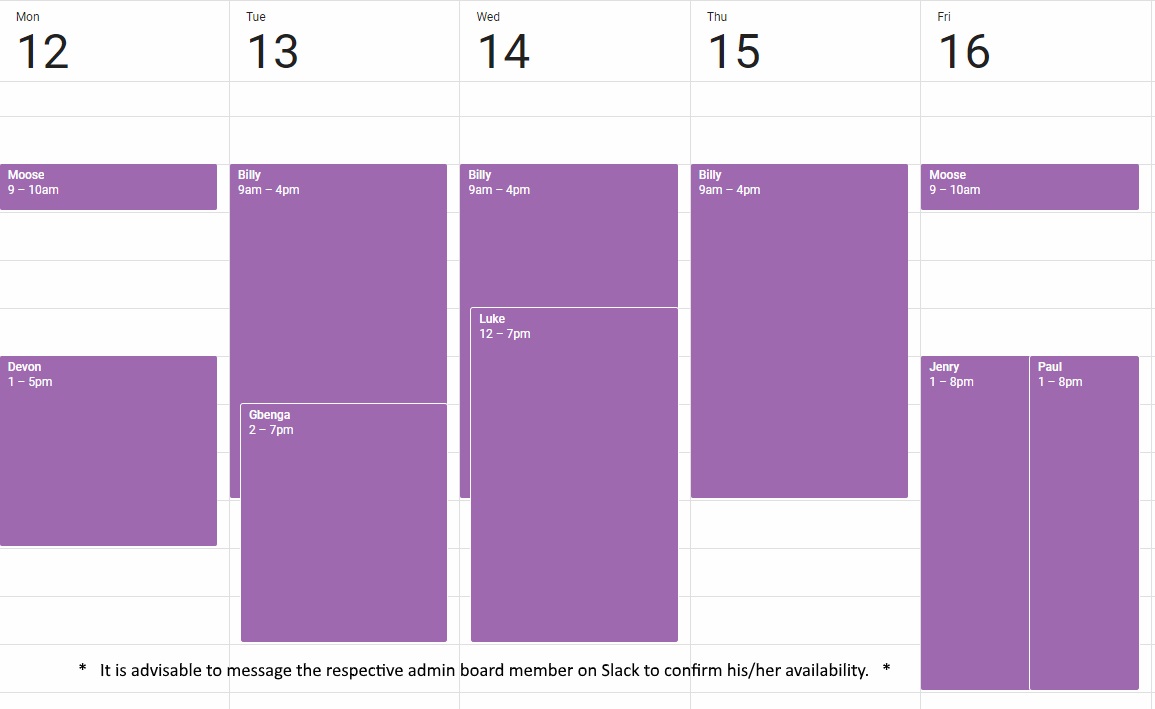 Mon
12
Tue
13
Wed
14
Thu
15
Fri
16
Moose
9 – 10am
Devon
1 – 5pm
Billy
9am – 4pm
Gbenga
2 – 7pm
Billy
9am – 4pm
Luke
12 – 7pm
Billy
9am – 4pm
Moose
9 – 10am
Jenry
1 – 8pm
Paul
1 – 8pm
* It is advisable to message the respective admin board member on Slack to confirm his/her availability. *